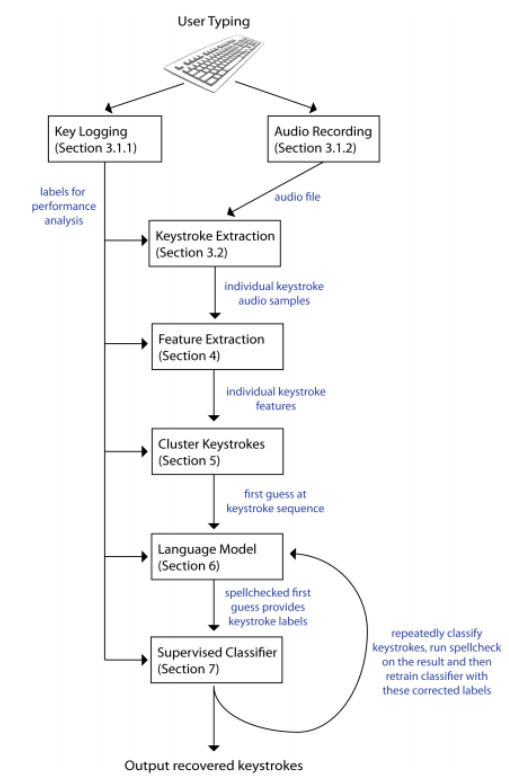 User Typing
Key Logging
(Section 3.1.1)
Audio Recording
(Section 3.1.2)
labels for
performance
analysis
audio file
Keystroke Extraction
(Section 3.2)
individual keystroke
audio samples
Feature Extraction
(Section 4)
individual keystroke
features
Cluster Keystrokes
(Section 5)
first guess at
keystroke sequence
Language Model
(Section 6)
spellchecked first
guess provides
keystroke labels
repeatedly classify
keystrokes, run spellcheck
on the result and then
retrain classifier with
these corrected labels
Supervised Classifier
(Section 7)
Output recovered keystrokes